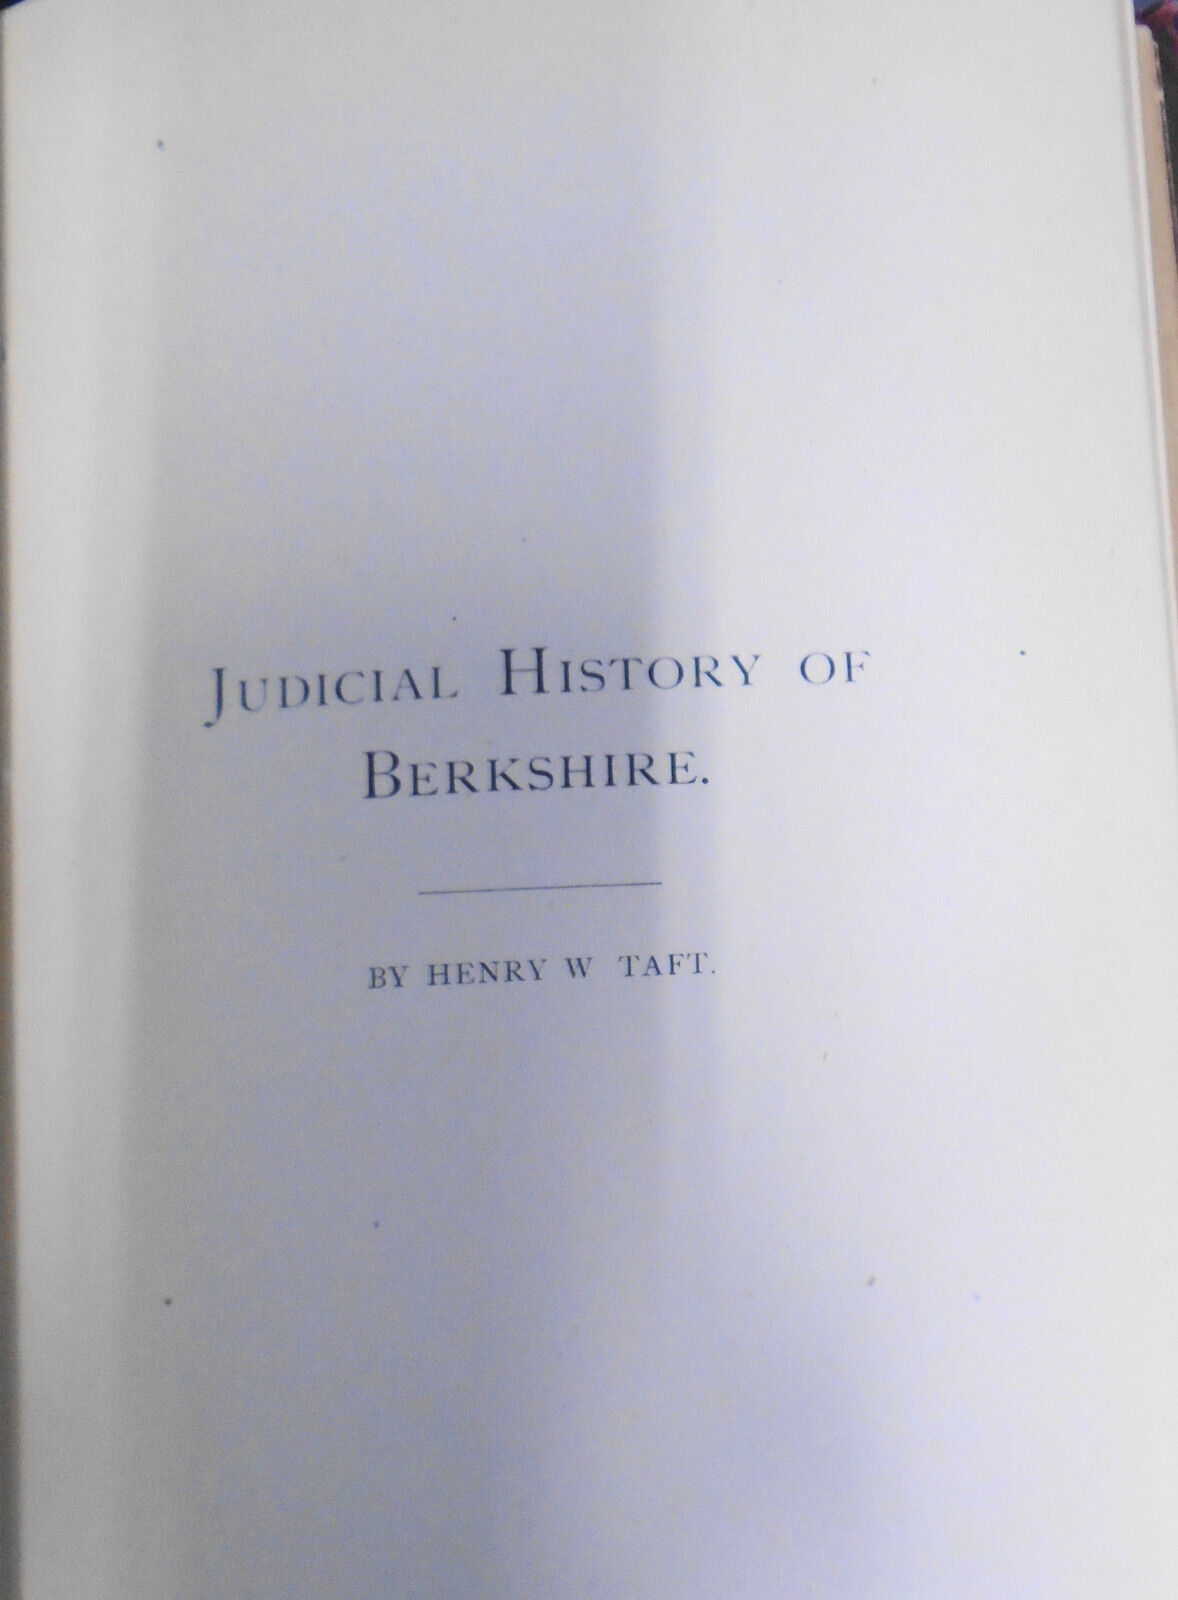 JUDICIAL HISTORY OF
BERKSHIRE.
BY HENRY W TAFT.